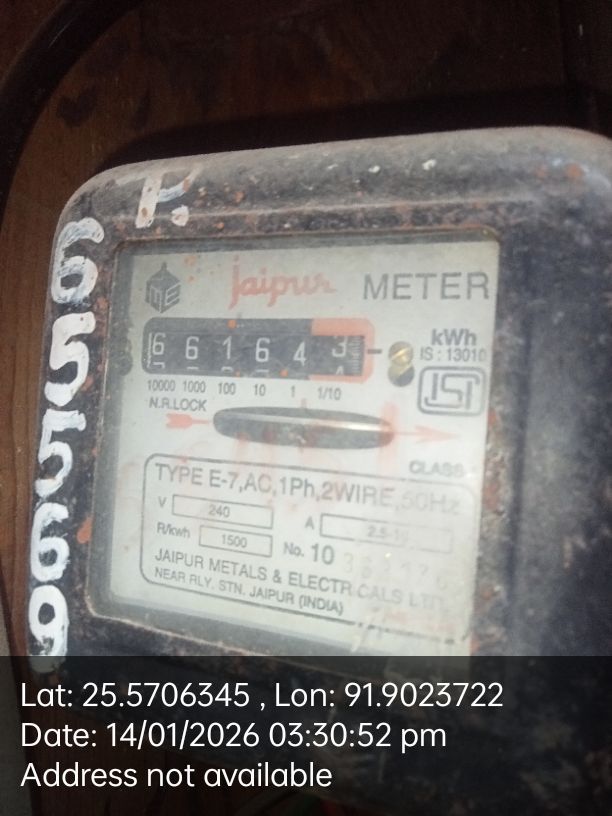 P.
655569
ME
jaipur METER
6 6 1 6 4 3
kWh
IS : 13010
10000 1000 100 10 1 1/10
N.R.LOCK
ISI
CLASS
TYPE E-7,AC,1Ph,2WIRE,50Hz
V 240 A
R/kwh 1500 No. 10
JAIPUR METALS & ELECTRICALS LTD
NEAR RLY. STN. JAIPUR (INDIA)
Lat: 25.5706345 , Lon: 91.9023722
Date: 14/01/2026 03:30:52 pm
Address not available